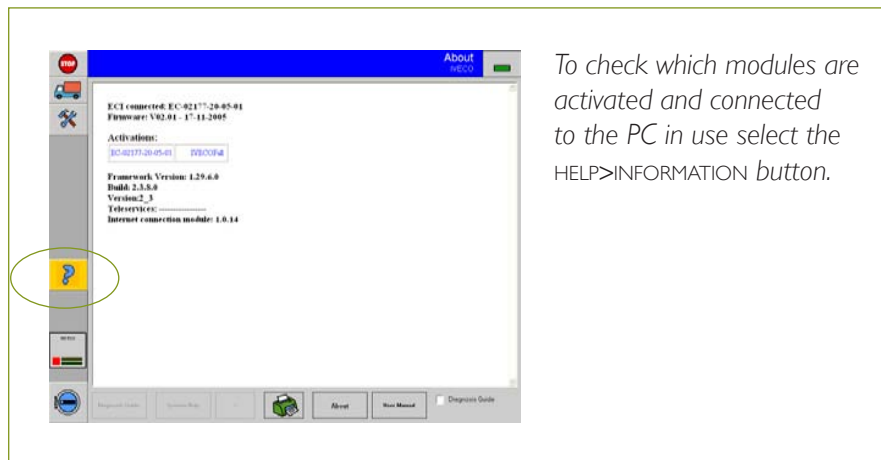 STOP
About
IVECO
ECI connected: EC-02177-20-05-01
Firmware: V02.01 - 17-11-2005
Activations:
EC-02177-20-05-01 IVECOFull
Framework Version: 1.29.6.0
Build: 2.3.8.0
Version:2_3
Teleservices: ----------------
Internet connection module: 1.0.14
About
User Manual
Diagnosis Guide
To check which modules are
activated and connected
to the PC in use select the
HELP>INFORMATION button.